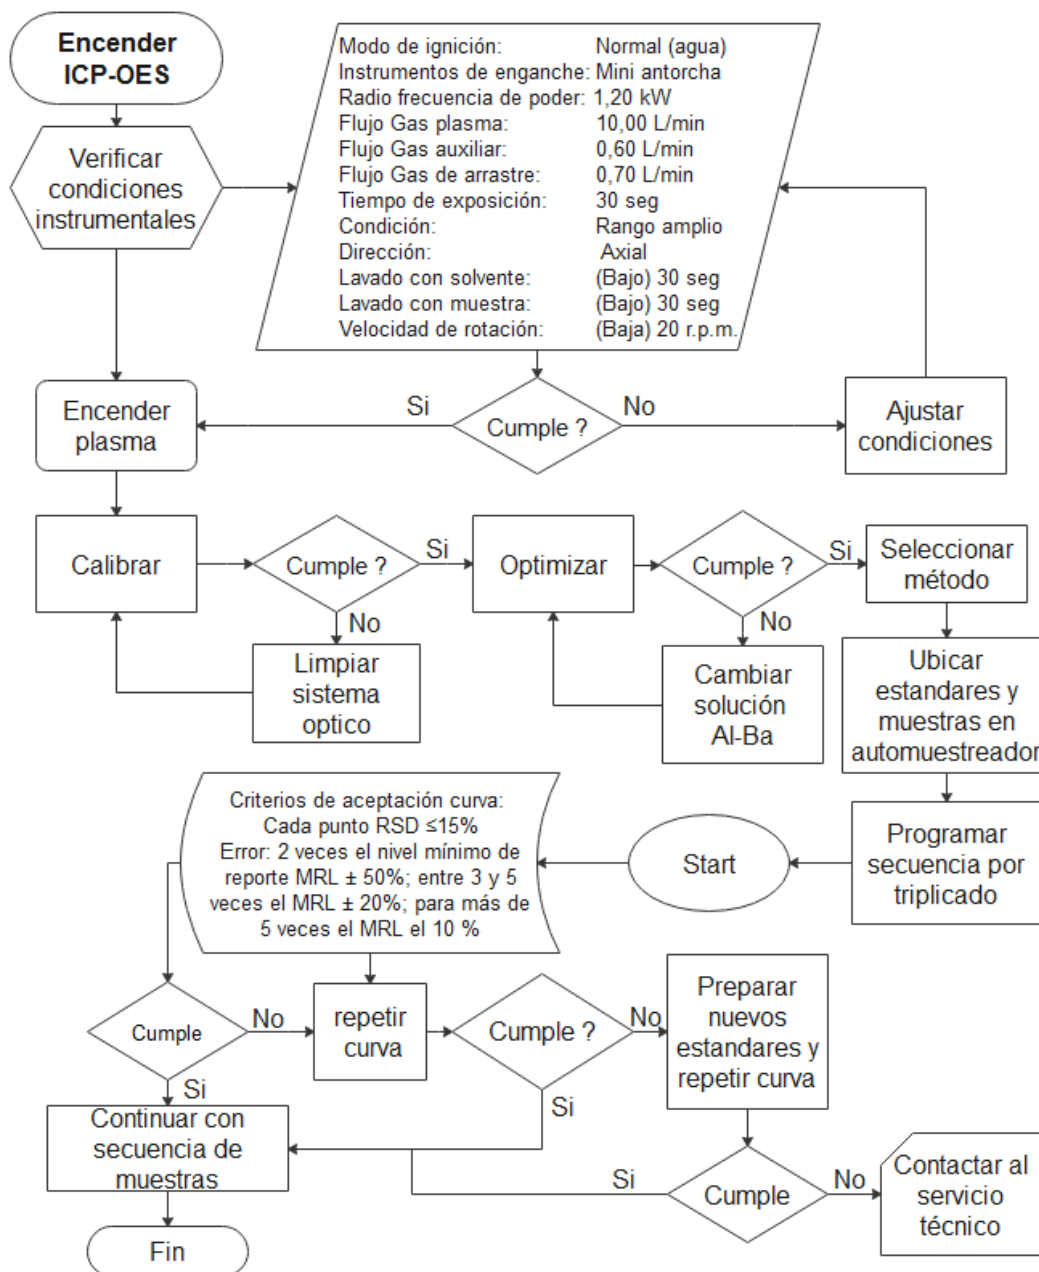 Encender
ICP-OES
Verificar
condiciones
instrumentales
Modo de ignición: Normal (agua)
Instrumentos de enganche: Mini antorcha
Radio frecuencia de poder: 1,20 kW
Flujo Gas plasma: 10,00 L/min
Flujo Gas auxiliar: 0,60 L/min
Flujo Gas de arrastre: 0,70 L/min
Tiempo de exposición: 30 seg
Condición: Rango amplio
Dirección: Axial
Lavado con solvente: (Bajo) 30 seg
Lavado con muestra: (Bajo) 30 seg
Velocidad de rotación: (Baja) 20 r.p.m.
Cumple ?
Si
No
Ajustar
condiciones
Encender
plasma
Calibrar
Cumple ?
Si
No
Limpiar
sistema
optico
Optimizar
Cumple ?
Si
No
Cambiar
solución
Al-Ba
Seleccionar
método
Ubicar
estandares y
muestras en
automuestreador
Programar
secuencia por
triplicado
Start
Criterios de aceptación curva:
Cada punto RSD ≤15%
Error: 2 veces el nivel mínimo de
reporte MRL ± 50%; entre 3 y 5
veces el MRL ± 20%; para más de
5 veces el MRL el 10 %
Cumple
No
Si
repetir
curva
Cumple ?
No
Si
Preparar
nuevos
estandares y
repetir curva
Cumple
Si
No
Contactar al
servicio
técnico
Continuar con
secuencia de
muestras
Fin